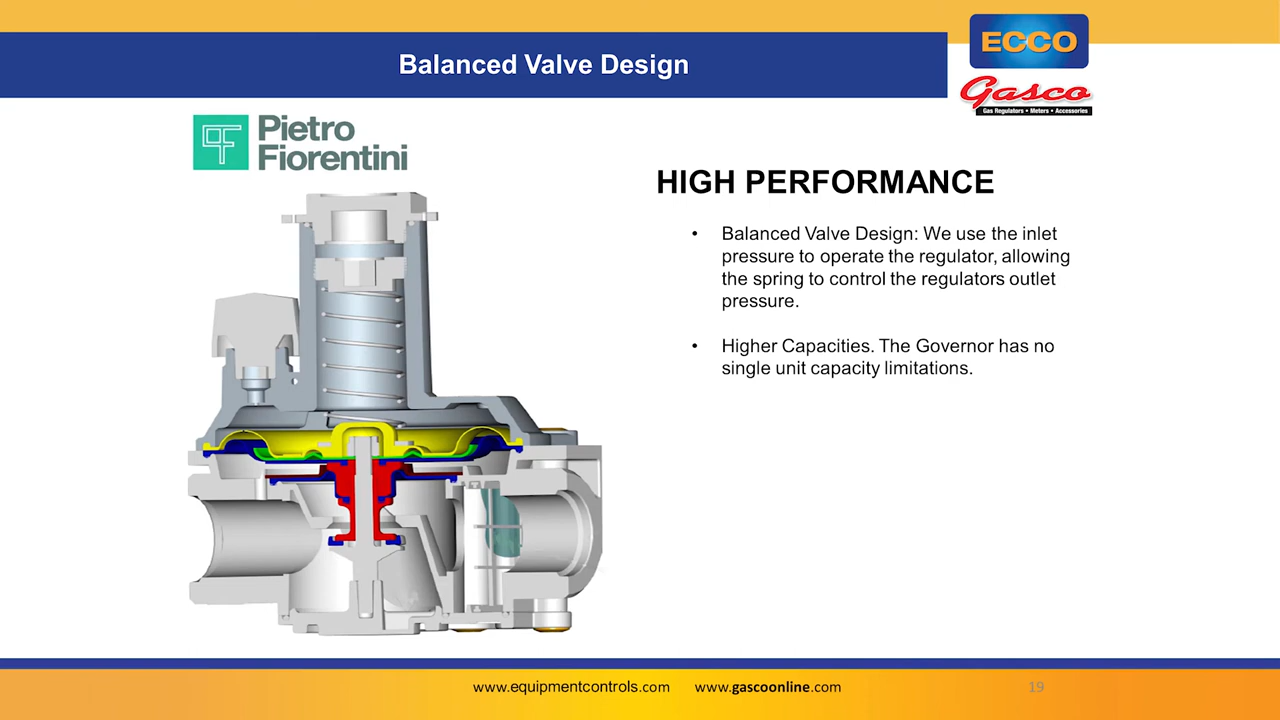 Balanced Valve Design
ECCO
Gasco
Gas Regulators • Meters • Accessories
Pietro
Fiorentini
HIGH PERFORMANCE
• Balanced Valve Design: We use the inlet
pressure to operate the regulator, allowing
the spring to control the regulators outlet
pressure.
• Higher Capacities. The Governor has no
single unit capacity limitations.
www.equipmentcontrols.com www.gascoonline.com
19